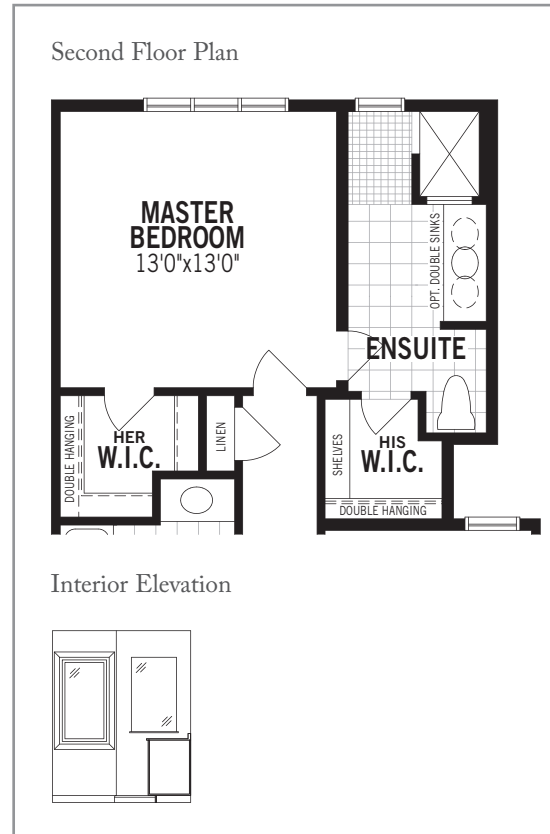 Second Floor Plan
MASTER
BEDROOM
13'0"x13'0"
OPT. DOUBLE SINKS
ENSUITE
DOUBLE HANGING
HER
W.I.C.
LINEN
SHELVES
HIS
W.I.C.
DOUBLE HANGING
Interior Elevation